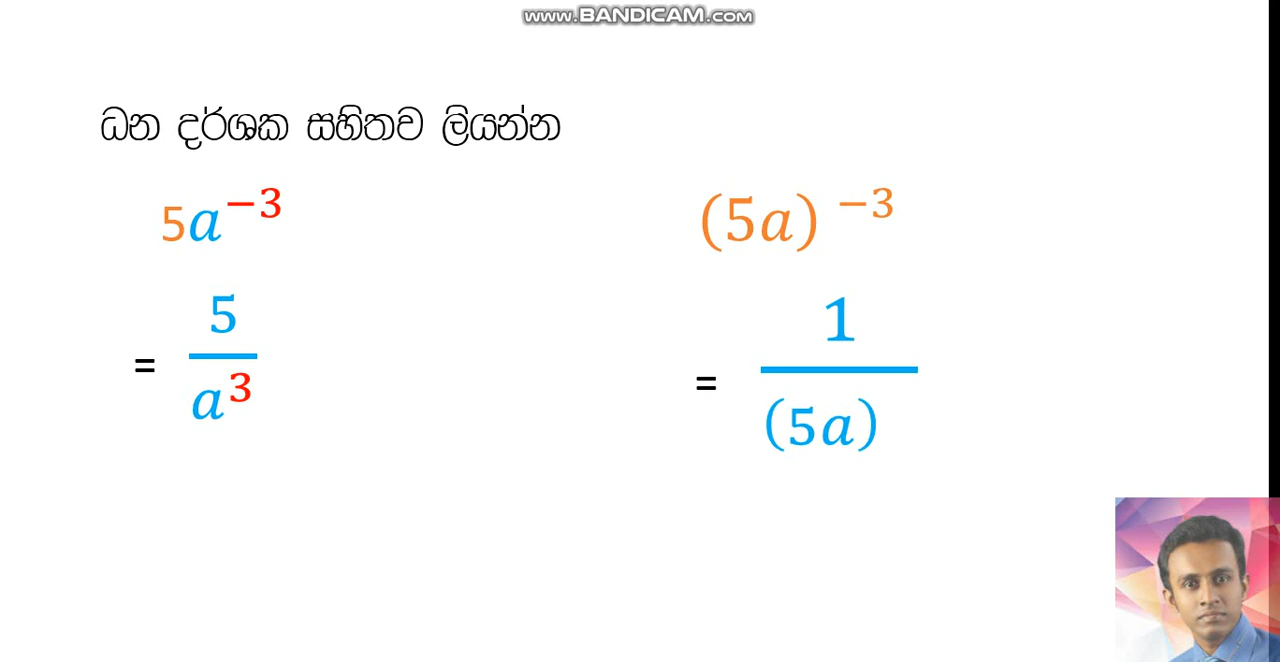 www.BANDICAM.com
ධන දර්ශක සහිතව ලියන්න
5a⁻³ (5a)⁻³
= 5/a³ = 1/(5a)